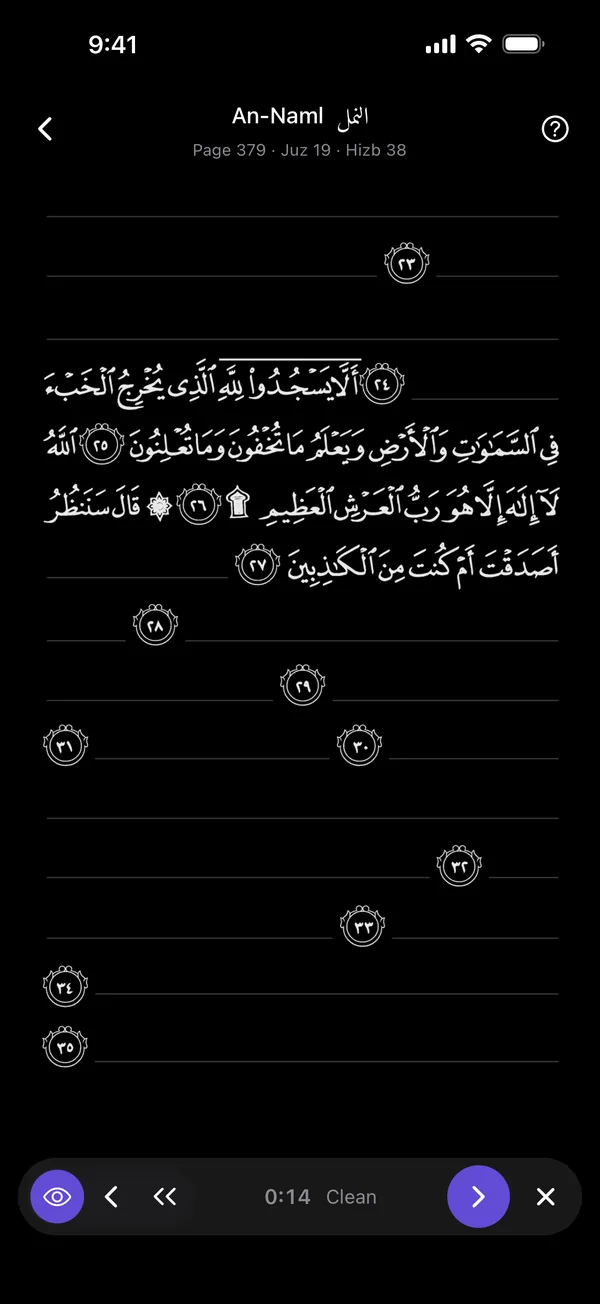 9:41
An-Naml النمل
Page 379 · Juz 19 · Hizb 38
٢٣
٢٤ أَلَّا يَسْجُدُوا۟ لِلَّهِ ٱلَّذِى يُخْرِجُ ٱلْخَبْءَ
فِى ٱلسَّمَـٰوَٰتِ وَٱلْأَرْضِ وَيَعْلَمُ مَا تُخْفُونَ وَمَا تُعْلِنُونَ ٢٥ ٱللَّهُ
لَآ إِلَـٰهَ إِلَّا هُوَ رَبُّ ٱلْعَرْشِ ٱلْعَظِيمِ ۩ ٢٦ ۞ قَالَ سَنَنظُرُ
أَصَدَقْتَ أَمْ كُنتَ مِنَ ٱلْكَـٰذِبِينَ ٢٧
٢٨
٢٩
٣٠ ٣١
٣٢
٣٣
٣٤
٣٥
0:14 Clean